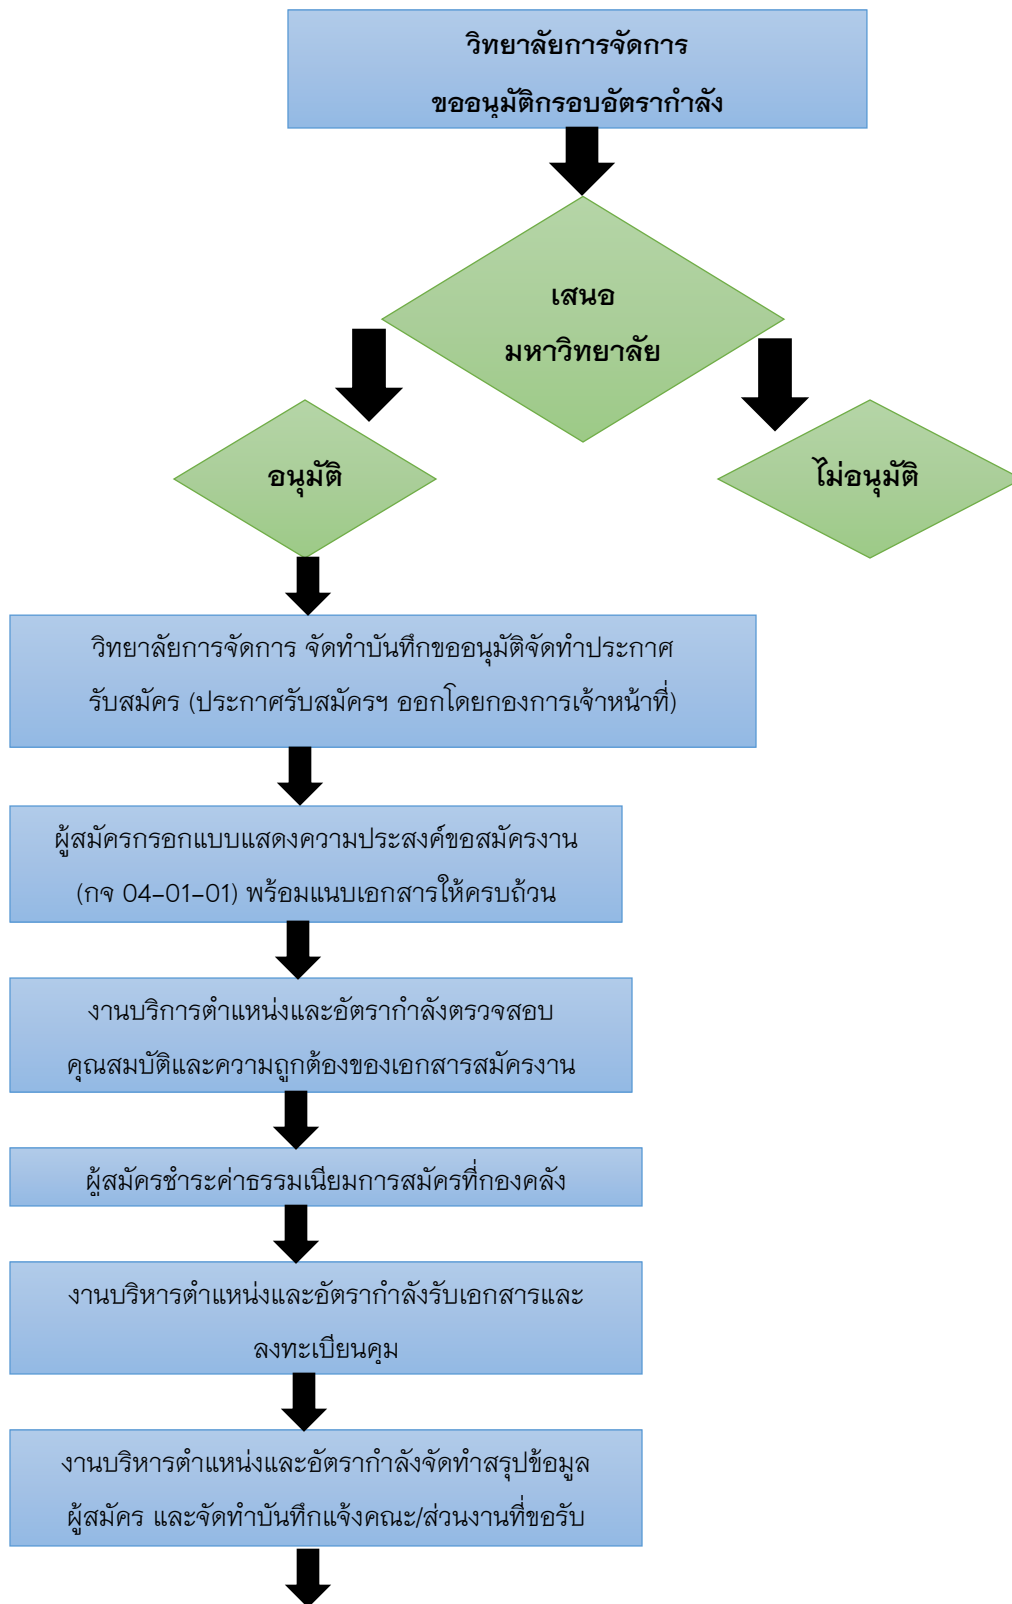 วิทยาลัยการจัดการ
ขออนุมัติกรอบอัตรากำลัง
เสนอ
มหาวิทยาลัย
อนุมัติ
ไม่อนุมัติ
วิทยาลัยการจัดการ จัดทำบันทึกขออนุมัติจัดทำประกาศ
รับสมัคร (ประกาศรับสมัครฯ ออกโดยกองการเจ้าหน้าที่)
ผู้สมัครกรอกแบบแสดงความประสงค์ขอสมัครงาน
(กจ 04-01-01) พร้อมแนบเอกสารให้ครบถ้วน
งานบริการตำแหน่งและอัตรากำลังตรวจสอบ
คุณสมบัติและความถูกต้องของเอกสารสมัครงาน
ผู้สมัครชำระค่าธรรมเนียมการสมัครที่กองคลัง
งานบริหารตำแหน่งและอัตรากำลังรับเอกสารและ
ลงทะเบียนคุม
งานบริหารตำแหน่งและอัตรากำลังจัดทำสรุปข้อมูล
ผู้สมัคร และจัดทำบันทึกแจ้งคณะ/ส่วนงานที่ขอรับ